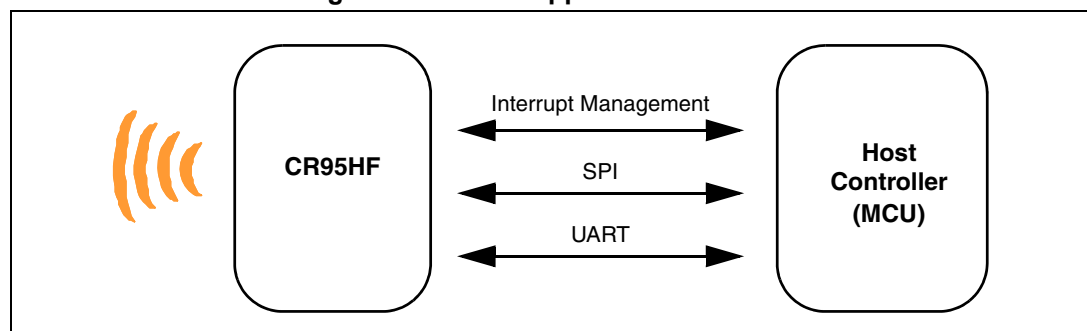 Interrupt Management
CR95HF
SPI
UART
Host
Controller
(MCU)